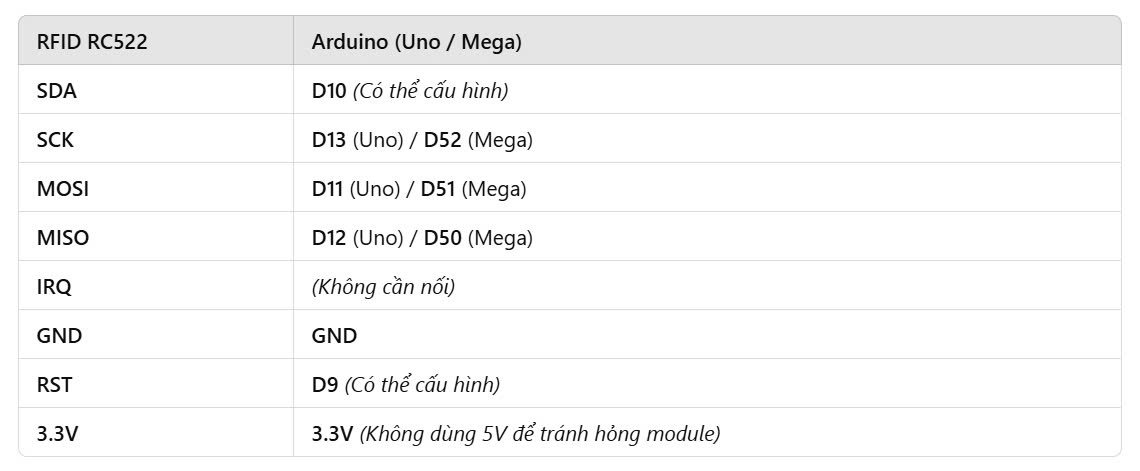 RFID RC522 Arduino (Uno / Mega)
SDA D10 (Có thể cấu hình)
SCK D13 (Uno) / D52 (Mega)
MOSI D11 (Uno) / D51 (Mega)
MISO D12 (Uno) / D50 (Mega)
IRQ (Không cần nối)
GND GND
RST D9 (Có thể cấu hình)
3.3V 3.3V (Không dùng 5V để tránh hỏng module)